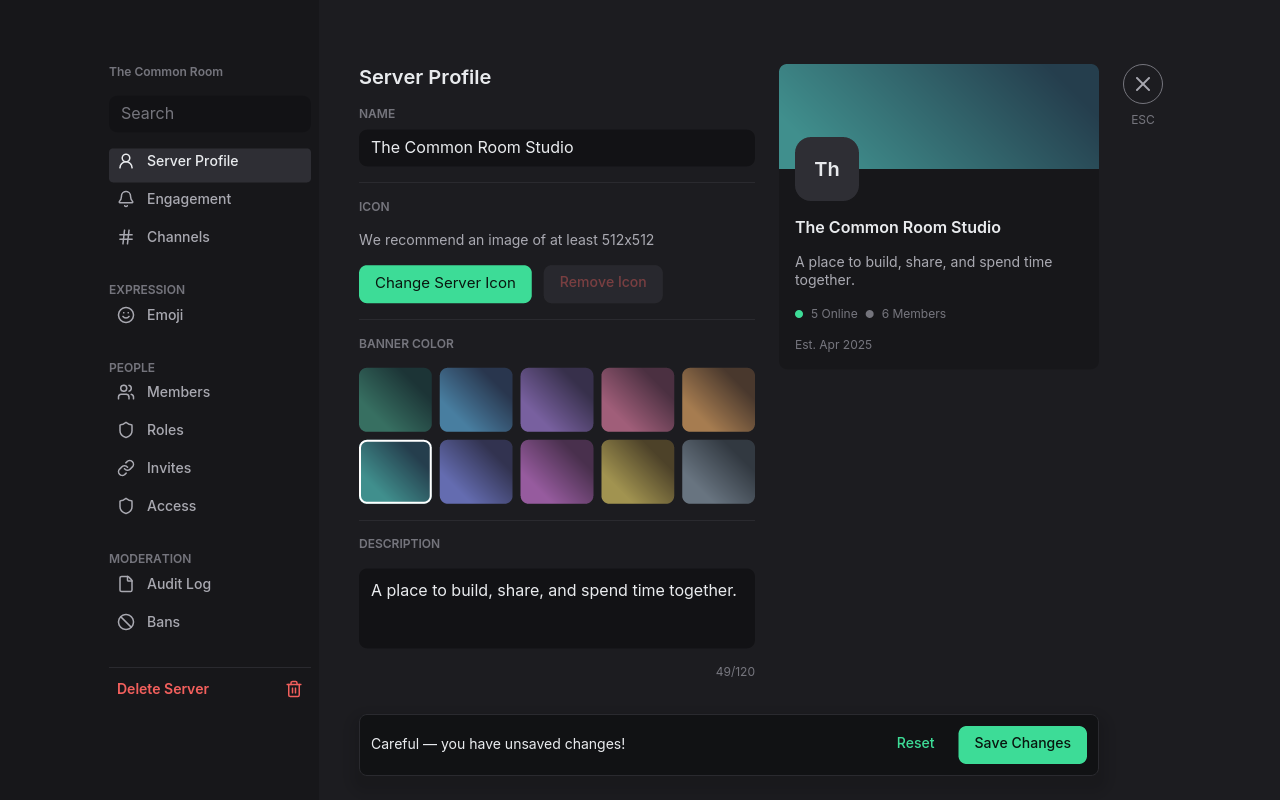 The Common Room
Search
Server Profile
Engagement
Channels
EXPRESSION
Emoji
PEOPLE
Members
Roles
Invites
Access
MODERATION
Audit Log
Bans
Delete Server
Server Profile
NAME
The Common Room Studio
ICON
We recommend an image of at least 512x512
Change Server Icon
Remove Icon
BANNER COLOR
DESCRIPTION
A place to build, share, and spend time together.
49/120
Th
The Common Room Studio
A place to build, share, and spend time
together.
5 Online
6 Members
Est. Apr 2025
ESC
Careful — you have unsaved changes!
Reset
Save Changes